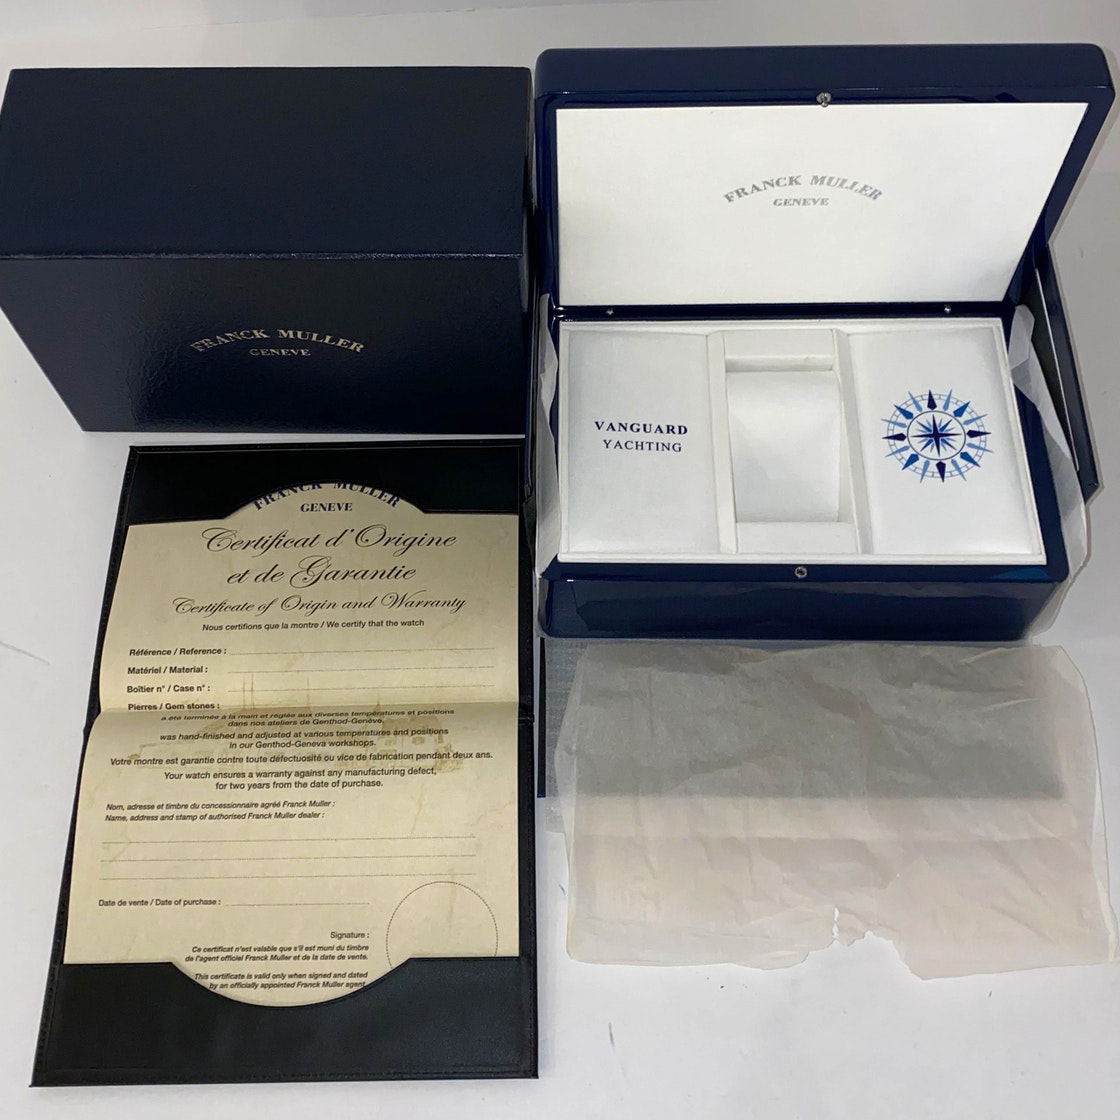 FRANCK MULLER
GENEVE
FRANCK MULLER
GENEVE
VANGUARD
YACHTING
FRANCK MULLER
GENEVE
Certificat d'Origine
et de Garantie
Certificate of Origin and Warranty
Nous certifions que la montre / We certify that the watch
Référence / Reference :
Matériel / Material :
Boîtier n° / Case n° :
Pierres / Gem stones :
a été terminée à la main et réglée aux diverses températures et positions
dans nos ateliers de Genthod-Genève.
was hand-finished and adjusted at various temperatures and positions
in our Genthod-Geneva workshops.
Votre montre est garantie contre toute défectuosité ou vice de fabrication pendant deux ans.
Your watch ensures a warranty against any manufacturing defect,
for two years from the date of purchase.
Nom, adresse et timbre du concessionnaire agréé Franck Muller :
Name, address and stamp of authorised Franck Muller dealer :
Date de vente / Date of purchase :
Signature :
Ce certificat n'est valable que s'il est muni du timbre
de l'agent officiel Franck Muller et de la date de vente.
This certificate is valid only when signed and dated
by an officially appointed Franck Muller agent